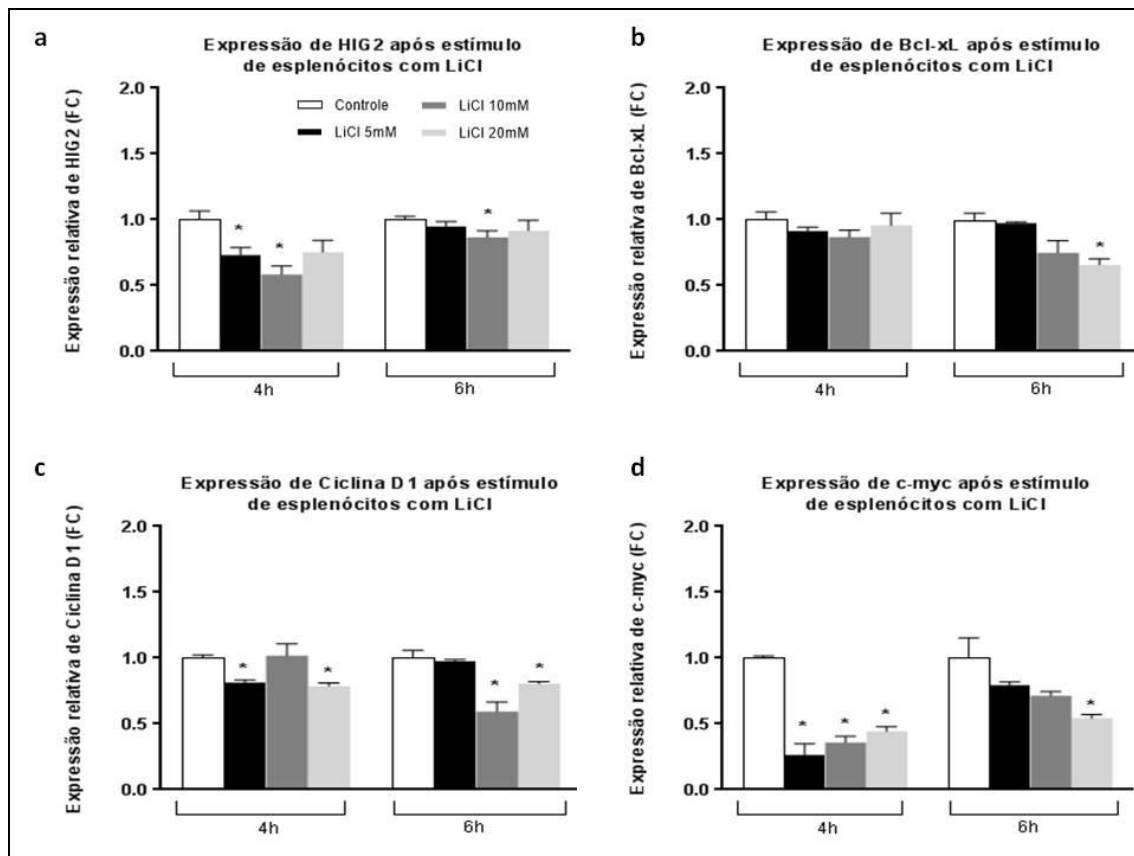 a
Expressão de HIG2 após estímulo
de esplenócitos com LiCl
Expressão relativa de HIG2 (FC)
2.0
1.5
1.0
0.5
0.0
Controle
LiCl 5mM
LiCl 10mM
LiCl 20mM
* * *
4h
6h
b
Expressão de Bcl-xL após estímulo
de esplenócitos com LiCl
Expressão relativa de Bcl-xL (FC)
2.0
1.5
1.0
0.5
0.0
*
4h
6h
c
Expressão de Ciclina D1 após estímulo
de esplenócitos com LiCl
Expressão relativa de Ciclina D1 (FC)
2.0
1.5
1.0
0.5
0.0
* * * *
4h
6h
d
Expressão de c-myc após estímulo
de esplenócitos com LiCl
Expressão relativa de c-myc (FC)
2.0
1.5
1.0
0.5
0.0
* * * *
4h
6h